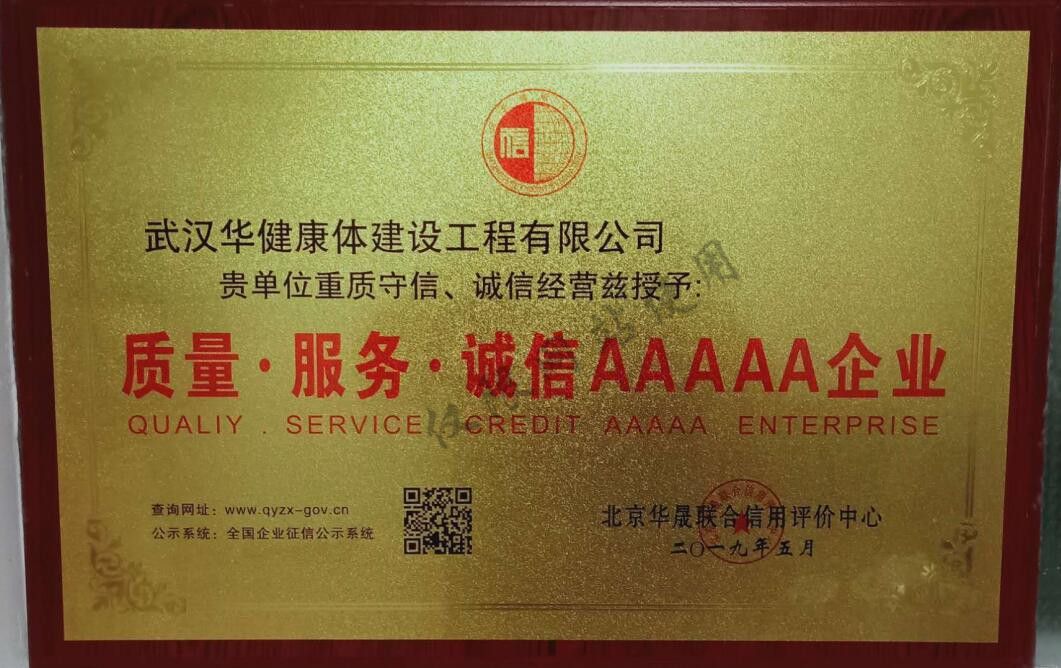 信
武汉华健康体建设工程有限公司
贵单位重质守信、诚信经营兹授予:
质量·服务·诚信AAAAA企业
QUALIY . SERVICE CREDIT AAAAA ENTERPRISE
查询网址: www.qyzx-gov.cn
公示系统: 全国企业征信公示系统
北京华晟联合信用评价中心
二〇一九年五月